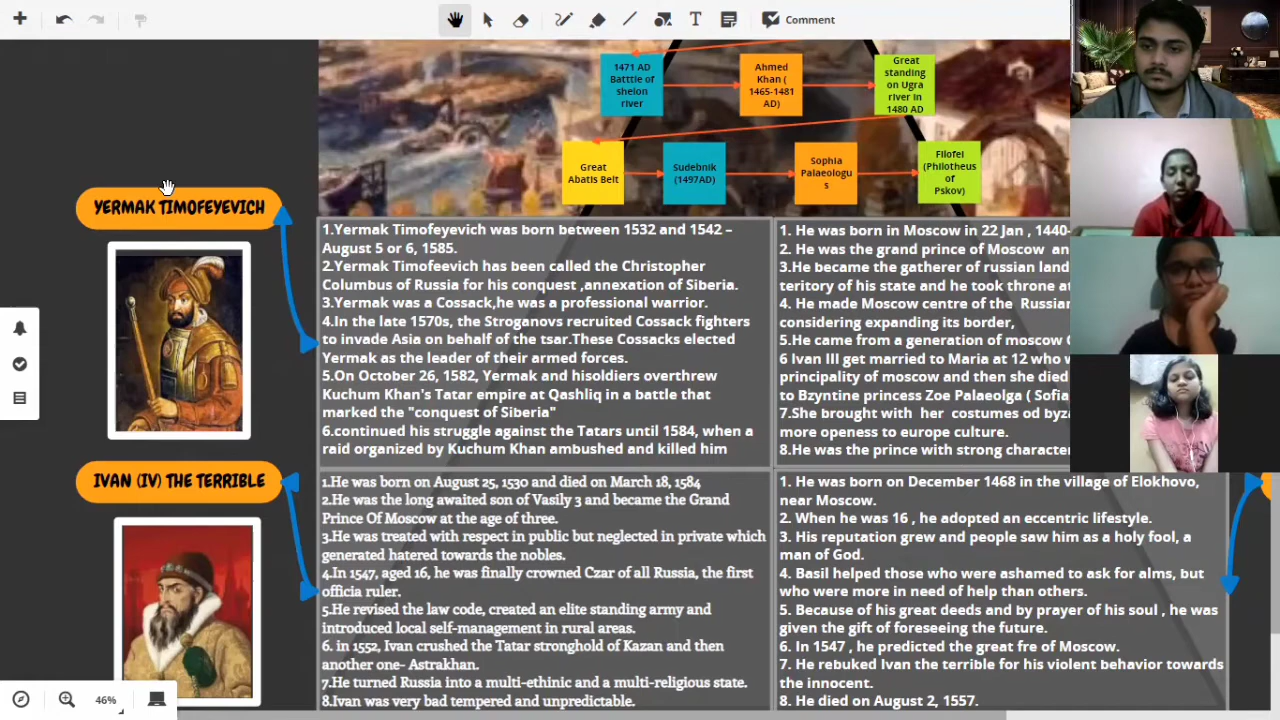 Comment
1471 AD
Batttle of
shelon
river
Ahmed
Khan (
1465-1481
AD)
Great
standing
on Ugra
river in
1480 AD
Great
Abatis Belt
Sudebnik
(1497AD)
Sophia
Palaeologu
s
Filofei
(Philotheus
of
Pskov)
YERMAK TIMOFEYEVICH
1.Yermak Timofeyevich was born between 1532 and 1542 –
August 5 or 6, 1585.
2.Yermak Timofeevich has been called the Christopher
Columbus of Russia for his conquest ,annexation of Siberia.
3.Yermak was a Cossack,he was a professional warrior.
4.In the late 1570s, the Stroganovs recruited Cossack fighters
to invade Asia on behalf of the tsar.These Cossacks elected
Yermak as the leader of their armed forces.
5.On October 26, 1582, Yermak and hisoldiers overthrew
Kuchum Khan's Tatar empire at Qashliq in a battle that
marked the "conquest of Siberia"
6.continued his struggle against the Tatars until 1584, when a
raid organized by Kuchum Khan ambushed and killed him
1. He was born in Moscow in 22 Jan , 1440-
2. He was the grand prince of Moscow an
3.He became the gatherer of russian land
teritory of his state and he took throne at
4. He made Moscow centre of the Russian
considering expanding its border,
5.He came from a generation of moscow
6 Ivan III get married to Maria at 12 who w
principality of moscow and then she died
to Bzyntine princess Zoe Palaeolga ( Sofia
7.She brought with her costumes od byza
more openess to europe culture.
8.He was the prince with strong character
IVAN (IV) THE TERRIBLE
1.He was born on August 25, 1530 and died on March 18, 1584
2.He was the long awaited son of Vasily 3 and became the Grand
Prince Of Moscow at the age of three.
3.He was treated with respect in public but neglected in private which
generated hatered towards the nobles.
4.In 1547, aged 16, he was finally crowned Czar of all Russia, the first
officia ruler.
5.He revised the law code, created an elite standing army and
introduced local self-management in rural areas.
6. in 1552, Ivan crushed the Tatar stronghold of Kazan and then
another one- Astrakhan.
7.He turned Russia into a multi-ethinic and a multi-religious state.
8.Ivan was very bad tempered and unpredictable.
1. He was born on December 1468 in the village of Elokhovo,
near Moscow.
2. When he was 16 , he adopted an eccentric lifestyle.
3. His reputation grew and people saw him as a holy fool, a
man of God.
4. Basil helped those who were ashamed to ask for alms, but
who were more in need of help than others.
5. Because of his great deeds and by prayer of his soul , he was
given the gift of foreseeing the future.
6. In 1547 , he predicted the great fre of Moscow.
7. He rebuked Ivan the terrible for his violent behavior towards
the innocent.
8. He died on August 2, 1557.
46%